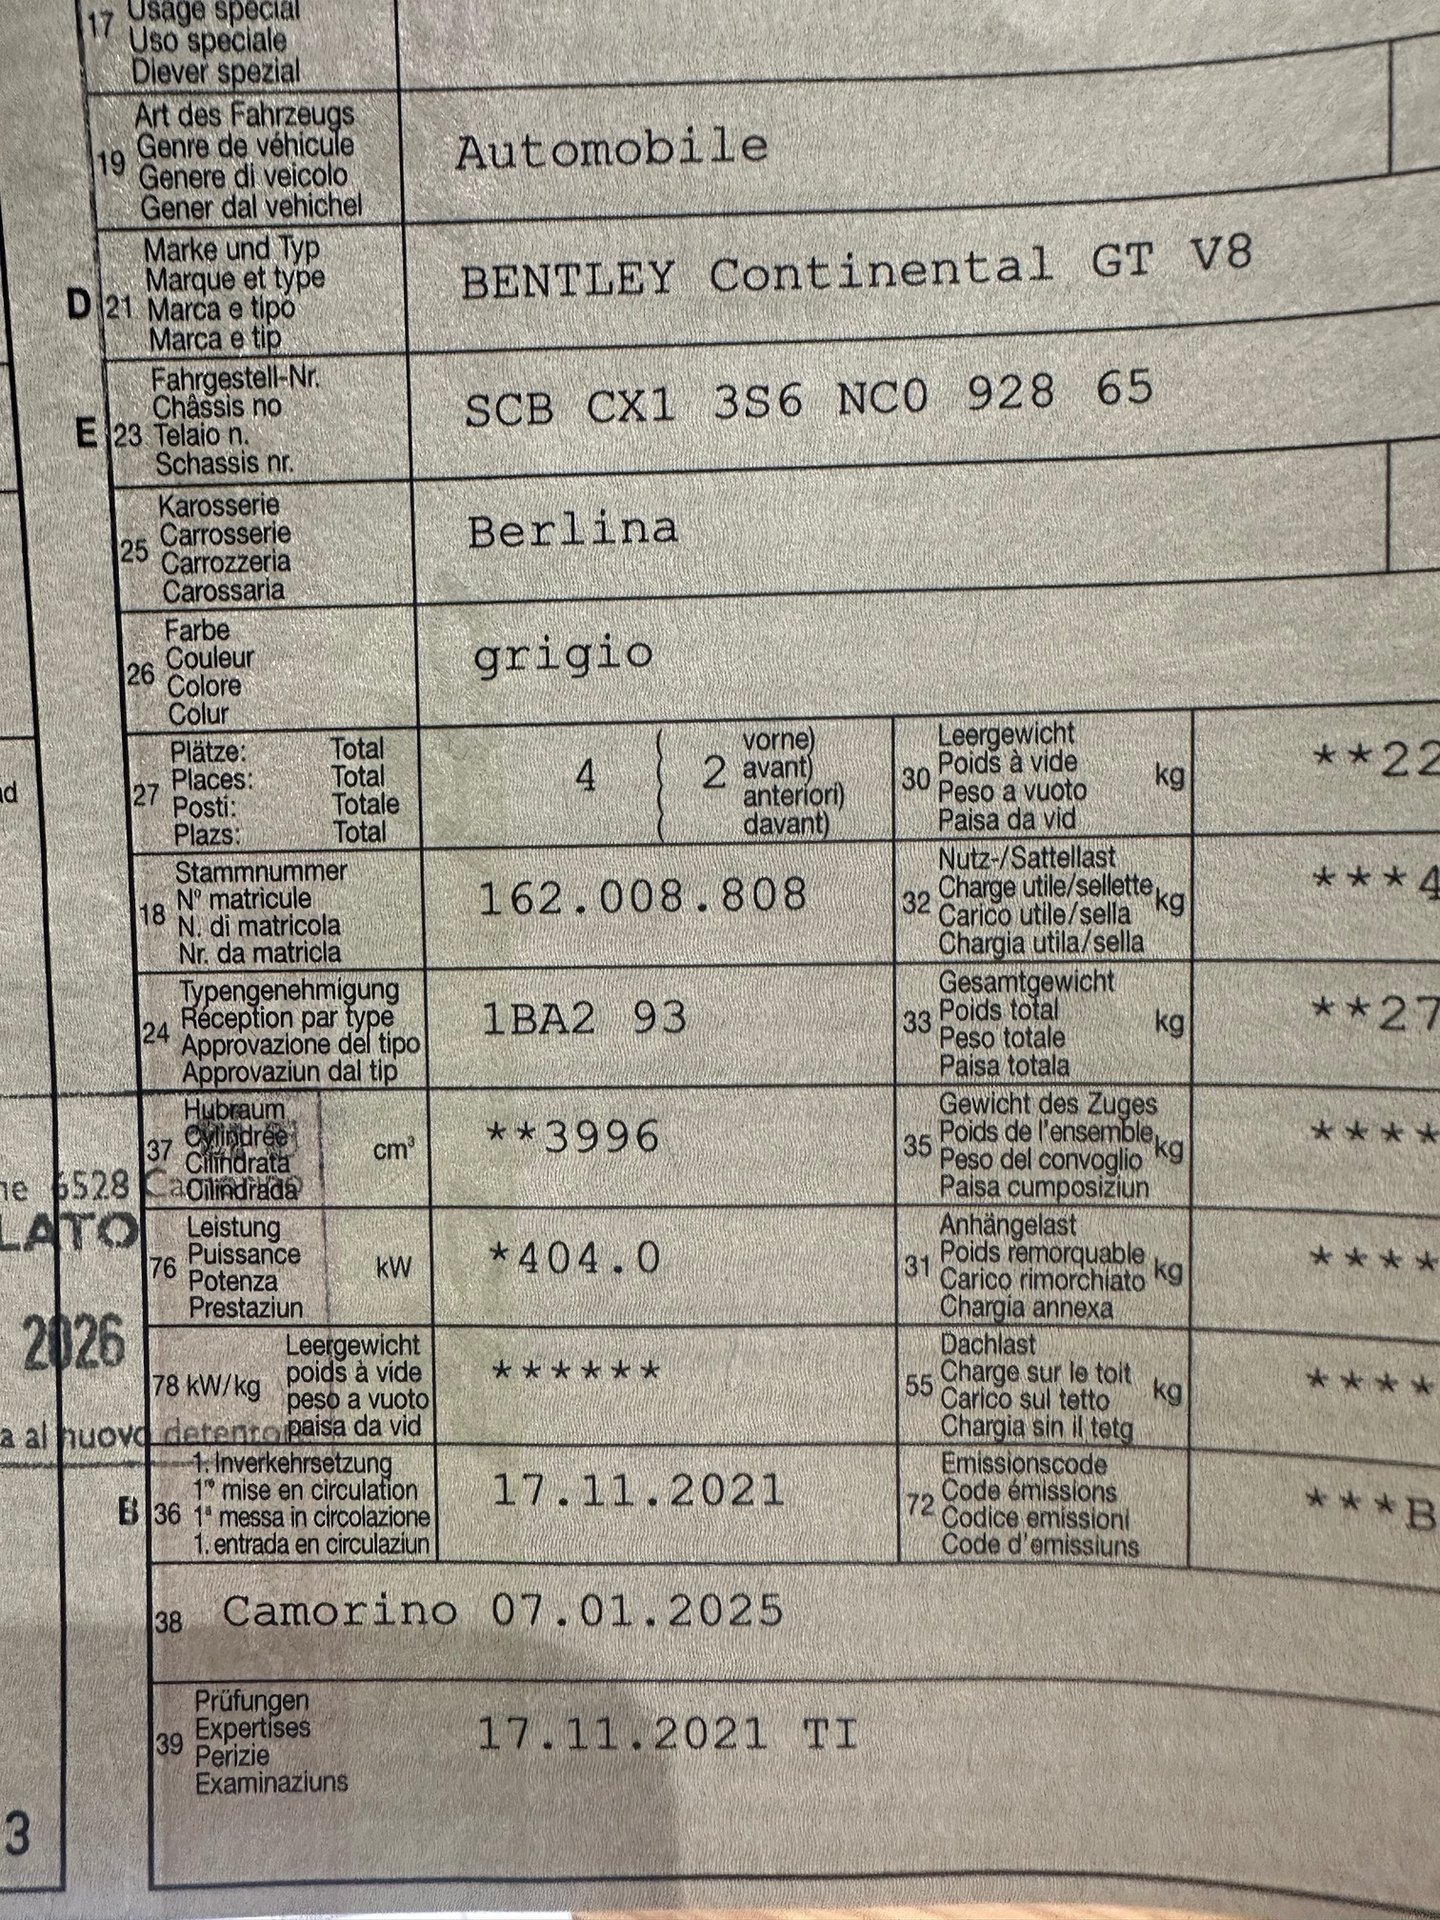 17 Usage spécial
Uso speciale
Diever spezial
19 Art des Fahrzeugs
Genre de véhicule
Genere di veicolo
Gener dal vehichel
Automobile
D 21 Marke und Typ
Marque et type
Marca e tipo
Marca e tip
BENTLEY Continental GT V8
E 23 Fahrgestell-Nr.
Châssis no
Telaio n.
Schassis nr.
SCB CX1 3S6 NC0 928 65
25 Karosserie
Carrosserie
Carrozzeria
Carossaria
Berlina
26 Farbe
Couleur
Colore
Colur
grigio
27 Plätze: Total
Places: Total
Posti: Totale
Plazs: Total
4 2 vorne)
avant)
anteriori)
davant)
30 Leergewicht
Poids à vide
Peso a vuoto
Paisa da vid
kg
**22
18 Stammnummer
N° matricule
N. di matricola
Nr. da matricla
162.008.808
32 Nutz-/Sattellast
Charge utile/sellette
Carico utile/sella
Chargia utila/sella
kg
***4
24 Typengenehmigung
Réception par type
Approvazione del tipo
Approvaziun dal tip
1BA2 93
33 Gesamtgewicht
Poids total
Peso totale
Paisa totala
kg
**27
37 Hubraum
Cylindrée
Cilindrata
Cilindrada
cm³
**3996
35 Gewicht des Zuges
Poids de l'ensemble
Peso del convoglio
Paisa cumposiziun
kg
****
76 Leistung
Puissance
Potenza
Prestaziun
kW
*404.0
31 Anhängelast
Poids remorquable
Carico rimorchiato
Chargia annexa
kg
****
78 kW/kg Leergewicht
poids à vide
peso a vuoto
paisa da vid
******
55 Dachlast
Charge sur le toit
Carico sul tetto
Chargia sin il tetg
kg
****
B 36 1. Inverkehrsetzung
1re mise en circulation
1a messa in circolazione
1. entrada en circulaziun
17.11.2021
72 Emissionscode
Code émissions
Codice emissioni
Code d'emissiuns
***B
38 Camorino 07.01.2025
39 Prüfungen
Expertises
Perizie
Examinaziuns
17.11.2021 TI
6528 Camorino
LATO
2026
a al nuovo detentore
3